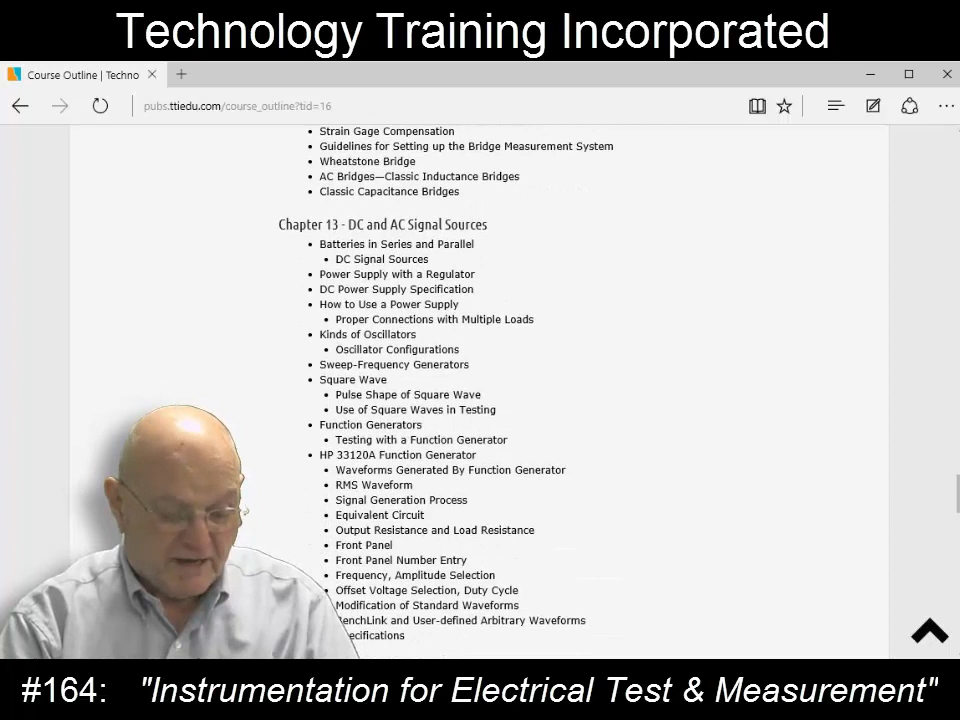 Technology Training Incorporated
Course Outline | Techno
pubs.ttiedu.com/course_outline?tid=16
Strain Gage Compensation
Guidelines for Setting up the Bridge Measurement System
Wheatstone Bridge
AC Bridges—Classic Inductance Bridges
Classic Capacitance Bridges
Chapter 13 - DC and AC Signal Sources
Batteries in Series and Parallel
DC Signal Sources
Power Supply with a Regulator
DC Power Supply Specification
How to Use a Power Supply
Proper Connections with Multiple Loads
Kinds of Oscillators
Oscillator Configurations
Sweep-Frequency Generators
Square Wave
Pulse Shape of Square Wave
Use of Square Waves in Testing
Function Generators
Testing with a Function Generator
HP 33120A Function Generator
Waveforms Generated By Function Generator
RMS Waveform
Signal Generation Process
Equivalent Circuit
Output Resistance and Load Resistance
Front Panel
Front Panel Number Entry
Frequency, Amplitude Selection
Offset Voltage Selection, Duty Cycle
Modification of Standard Waveforms
BenchLink and User-defined Arbitrary Waveforms
pecifications
#164: "Instrumentation for Electrical Test & Measurement"